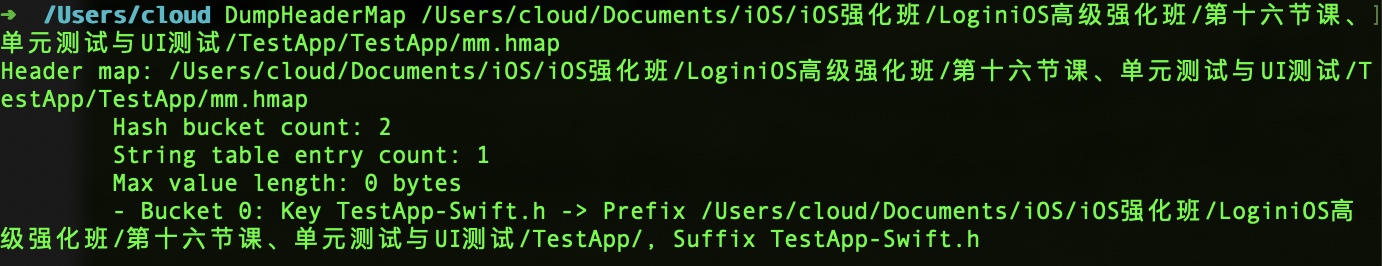 ➜  /Users/cloud DumpHeaderMap /Users/cloud/Documents/iOS/iOS强化班/LoginiOS高级强化班/第十六节课、
单元测试与UI测试/TestApp/TestApp/mm.hmap
Header map: /Users/cloud/Documents/iOS/iOS强化班/LoginiOS高级强化班/第十六节课、单元测试与UI测试/T
estApp/TestApp/mm.hmap
Hash bucket count: 2
String table entry count: 1
Max value length: 0 bytes
- Bucket 0: Key TestApp-Swift.h -> Prefix /Users/cloud/Documents/iOS/iOS强化班/LoginiOS高
级强化班/第十六节课、单元测试与UI测试/TestApp/, Suffix TestApp-Swift.h